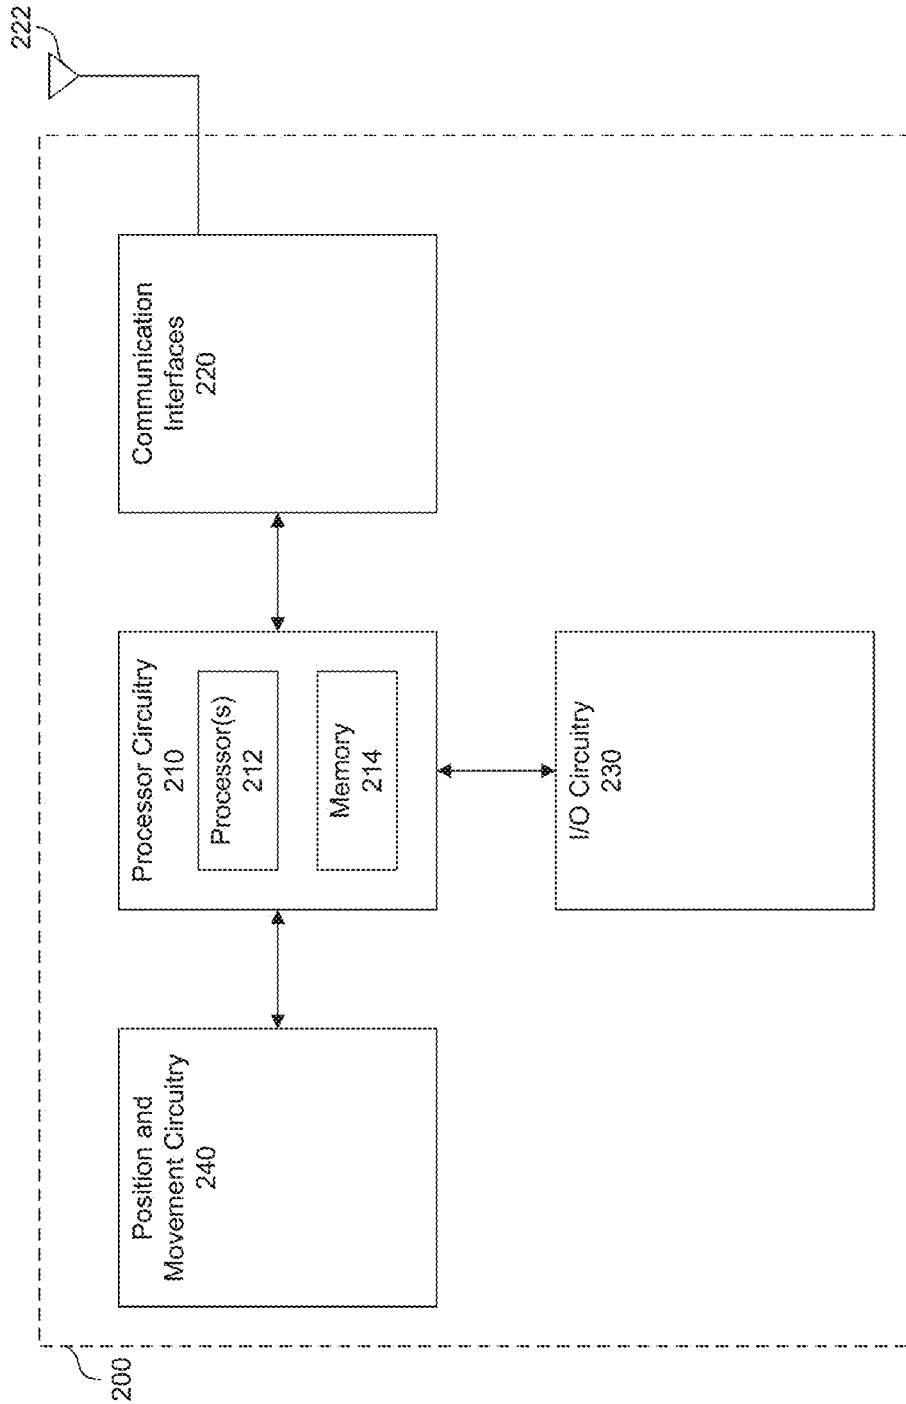 200
Position and
Movement Circuitry
240
Processor Circuitry
210
Processor(s)
212
Memory
214
Communication
Interfaces
220
222
I/O Circuitry
230